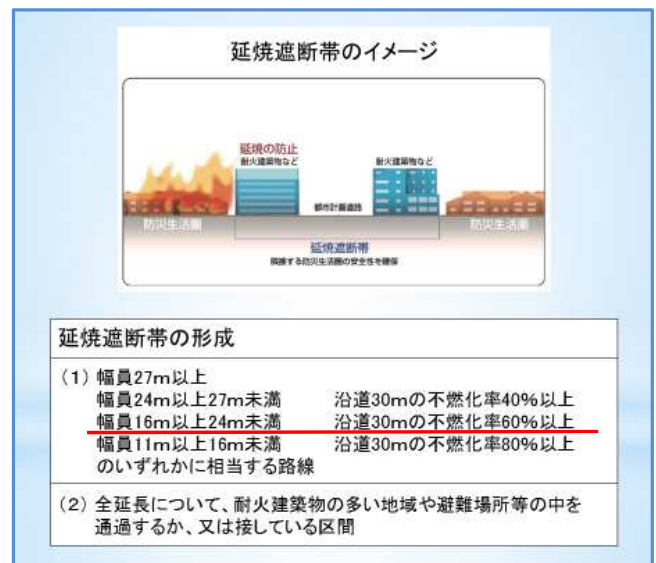 延焼遮断帯のイメージ
延焼の防止
耐火建築物など
耐火建築物など
都市計画道路
防災生活圏
防災生活圏
延焼遮断帯
隣接する防災生活圏の安全性を確保
延焼遮断帯の形成
(1) 幅員27m以上
幅員24m以上27m未満 沿道30mの不燃化率40%以上
幅員16m以上24m未満 沿道30mの不燃化率60%以上
幅員11m以上16m未満 沿道30mの不燃化率80%以上
のいずれかに相当する路線
(2) 全延長について、耐火建築物の多い地域や避難場所等の中を
通過するか、又は接している区間